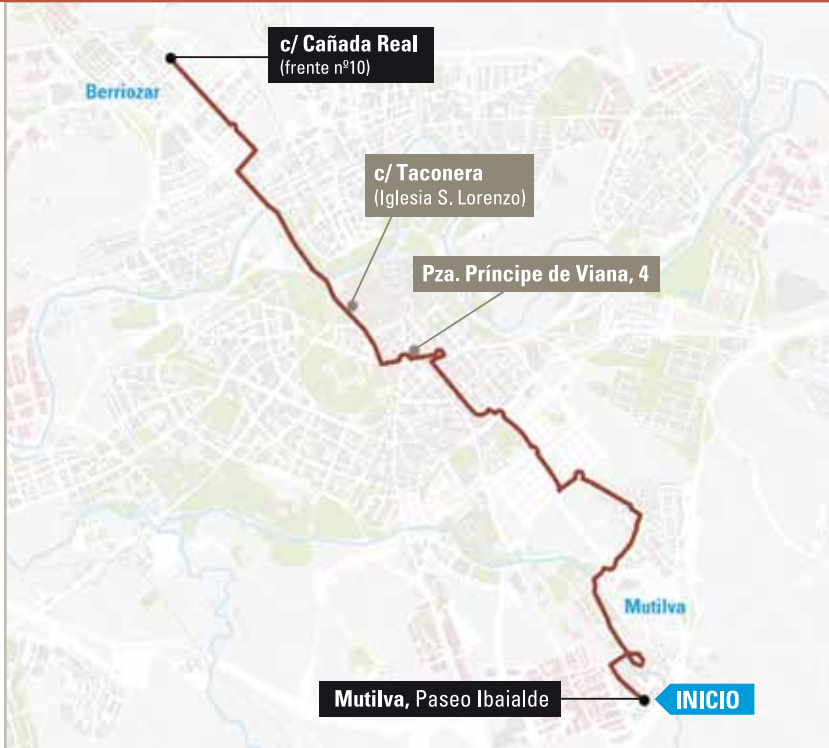 c/ Cañada Real
(frente nº10)
Berriozar
c/ Taconera
(Iglesia S. Lorenzo)
Pza. Príncipe de Viana, 4
Mutilva
Mutilva, Paseo Ibaialde
INICIO